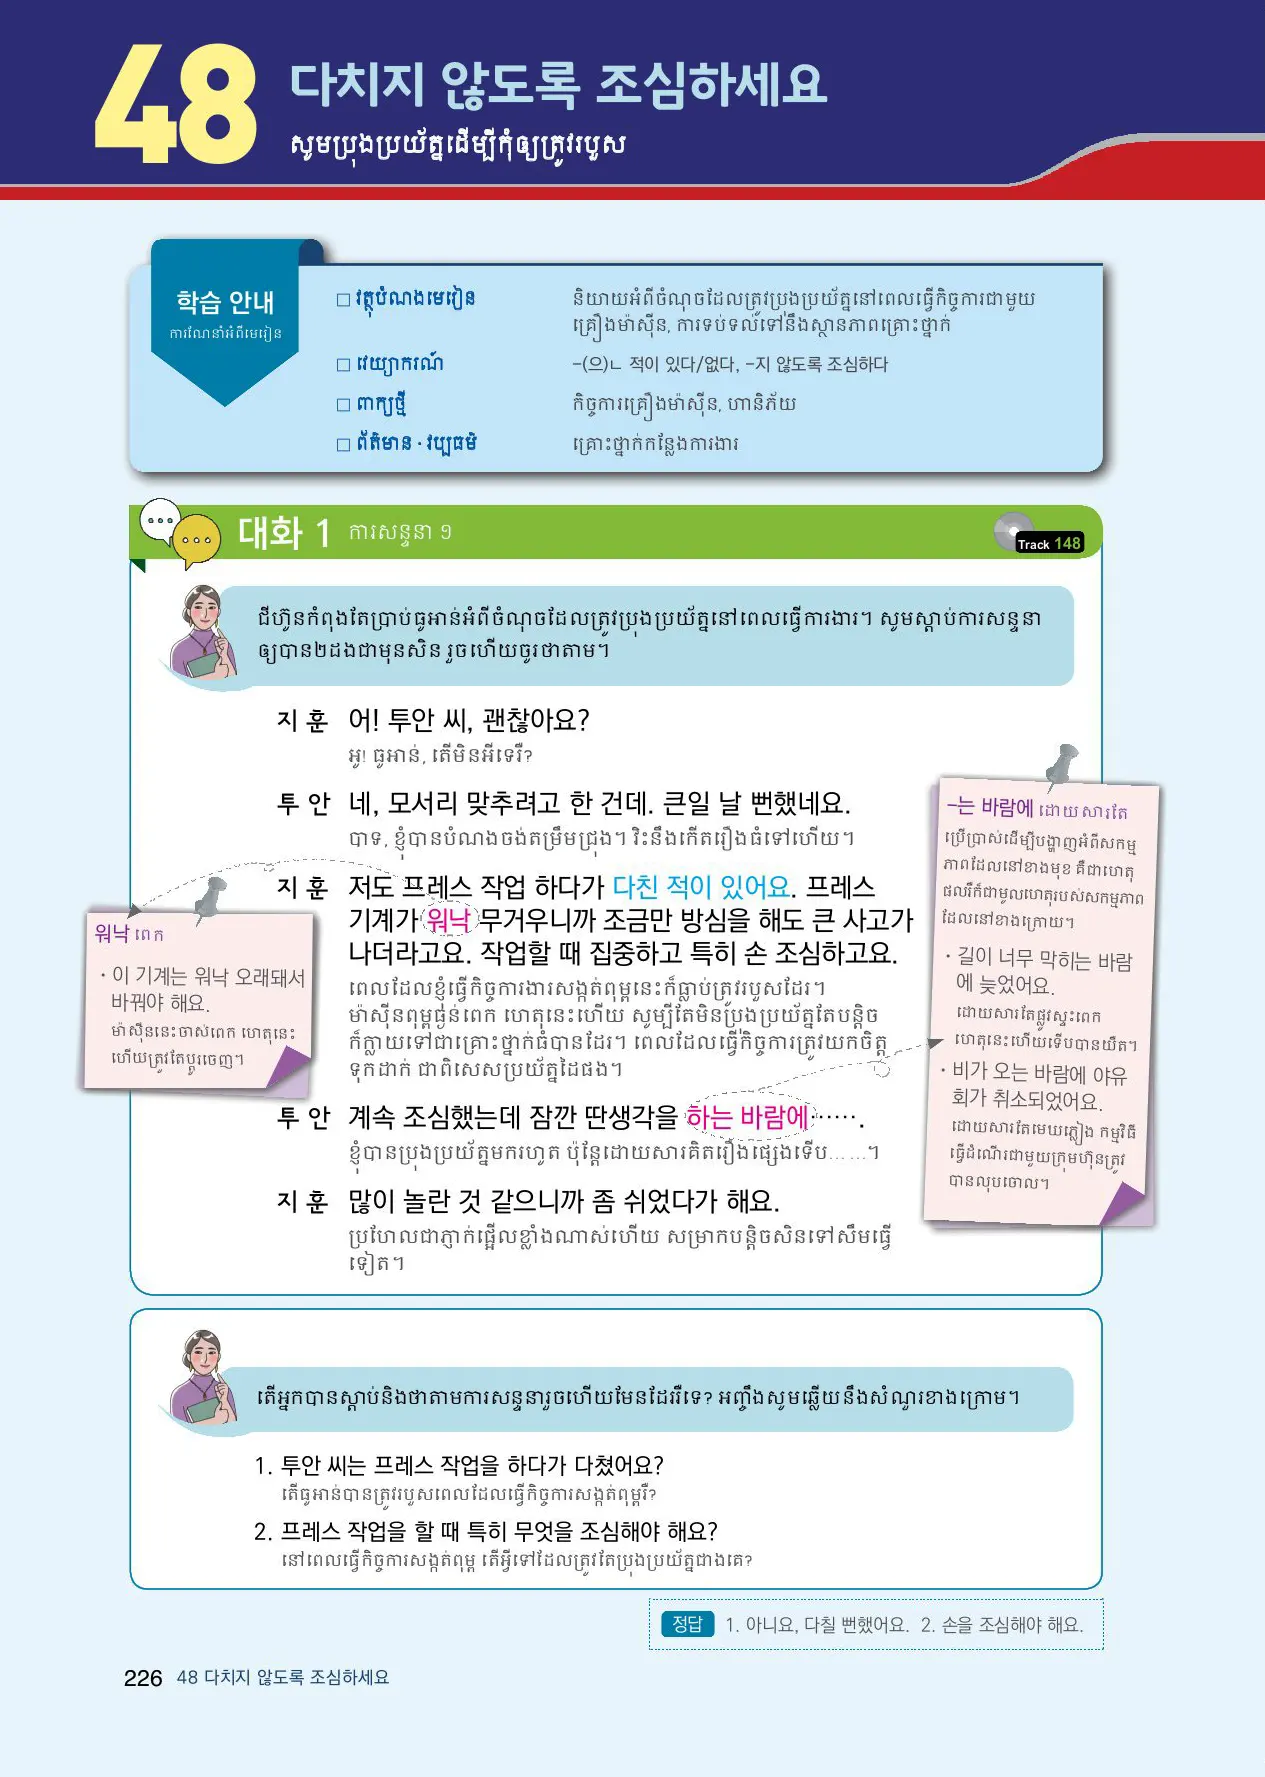 48
다치지 않도록 조심하세요
សូមប្រុងប្រយ័ត្នដើម្បីកុំឲ្យត្រូវរបួស
학습 안내
ការណែនាំអំពីមេរៀន
□ វត្ថុបំណងមេរៀន
និយាយអំពីចំណុចដែលត្រូវប្រុងប្រយ័ត្ននៅពេលធ្វើកិច្ចការជាមួយ
គ្រឿងម៉ាស៊ីន, ការទប់ទល់ទៅនឹងស្ថានភាពគ្រោះថ្នាក់
□ វេយ្យាករណ៍
-(으)ㄴ 적이 있다/없다, -지 않도록 조심하다
□ ពាក្យថ្មី
កិច្ចការគ្រឿងម៉ាស៊ីន, ហានិភ័យ
□ ព័ត៌មាន · វប្បធម៌
គ្រោះថ្នាក់កន្លែងការងារ
대화 1 ការសន្ទនា ១
Track 148
ជីហ៊ូនកំពុងតែប្រាប់ធូអាន់អំពីចំណុចដែលត្រូវប្រុងប្រយ័ត្ននៅពេលធ្វើការងារ។ សូមស្តាប់ការសន្ទនា
ឲ្យបាន២ដងជាមុនសិន រួចហើយចូរថាតាម។
지 훈 어! 투안 씨, 괜찮아요?
អូ! ធូអាន់, តើមិនអីទេរឺ?
투 안 네, 모서리 맞추려고 한 건데. 큰일 날 뻔했네요.
បាទ, ខ្ញុំបានបំណងចង់តម្រឹមជ្រុង។ វិះនឹងកើតរឿងធំទៅហើយ។
지 훈 저도 프레스 작업 하다가 다친 적이 있어요. 프레스
기계가 워낙 무거우니까 조금만 방심을 해도 큰 사고가
나더라고요. 작업할 때 집중하고 특히 손 조심하고요.
ពេលដែលខ្ញុំធ្វើកិច្ចការសង្កត់ពុម្ពនេះក៏ធ្លាប់ត្រូវរបួសដែរ។
ម៉ាស៊ីនពុម្ពធ្ងន់ពេក ហេតុនេះហើយ សូម្បីតែមិនប្រុងប្រយ័ត្នតែបន្តិច
ក៏ក្លាយទៅជាគ្រោះថ្នាក់ធំបានដែរ។ ពេលដែលធ្វើកិច្ចការត្រូវយកចិត្ត
ទុកដាក់ ជាពិសេសប្រយ័ត្នដៃផង។
투 안 계속 조심했는데 잠깐 딴생각을 하는 바람에…….
ខ្ញុំបានប្រុងប្រយ័ត្នមករហូត ប៉ុន្តែដោយសារគិតរឿងផ្សេងទើប... ...។
지 훈 많이 놀란 것 같으니까 좀 쉬었다가 해요.
ប្រហែលជាភ្ញាក់ផ្អើលខ្លាំងណាស់ហើយ សម្រាកបន្តិចសិនទៅសឹមធ្វើ
ទៀត។
워낙 ពេក
· 이 기계는 워낙 오래돼서
바꿔야 해요.
ម៉ាស៊ីននេះចាស់ពេក ហេតុនេះ
ហើយត្រូវតែប្តូរចេញ។
-는 바람에 ដោយសារតែ
ប្រើប្រាស់ដើម្បីបង្ហាញអំពីសកម្ម
ភាពដែលនៅខាងមុខ គឺជាហេតុ
ផលរឺក៏ជាមូលហេតុរបស់សកម្មភាព
ដែលនៅខាងក្រោយ។
· 길이 너무 막히는 바람
에 늦었어요.
ដោយសារតែផ្លូវស្ទះពេក
ហេតុនេះហើយទើបបានយឺត។
· 비가 오는 바람에 야유
회가 취소되었어요.
ដោយសារតែមេឃភ្លៀង កម្មវិធី
ធ្វើដំណើរជាមួយក្រុមហ៊ុនត្រូវ
បានលុបចោល។
តើអ្នកបានស្តាប់និងថាតាមការសន្ទនារួចហើយមែនដែររឺទេ? អញ្ចឹងសូមឆ្លើយនឹងសំណួរខាងក្រោម។
1. 투안 씨는 프레스 작업을 하다가 다쳤어요?
តើធូអាន់បានត្រូវរបួសពេលដែលធ្វើកិច្ចការសង្កត់ពុម្ពរឺ?
2. 프레스 작업을 할 때 특히 무엇을 조심해야 해요?
នៅពេលធ្វើកិច្ចការសង្កត់ពុម្ព តើអ្វីទៅដែលត្រូវតែប្រុងប្រយ័ត្នជាងគេ?
정답 1. 아니요, 다칠 뻔했어요. 2. 손을 조심해야 해요.
226 48 다치지 않도록 조심하세요